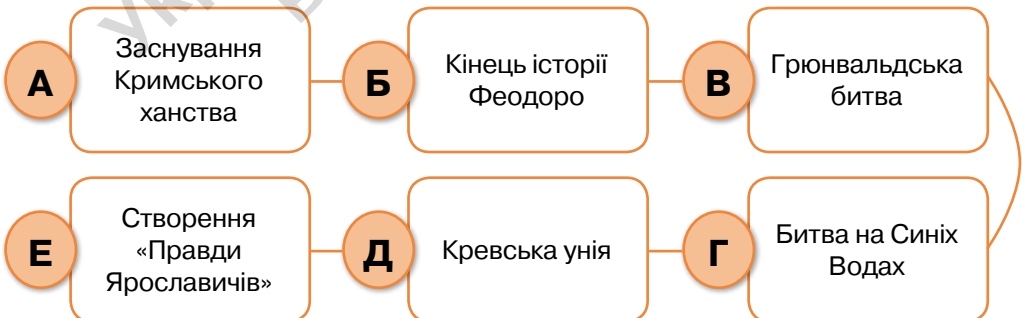 А
Заснування
Кримського
ханства
Б
Кінець історії
Феодоро
В
Грюнвальдська
битва
Е
Створення
«Правди
Ярославичів»
Д
Кревська унія
Г
Битва на Синіх
Водах